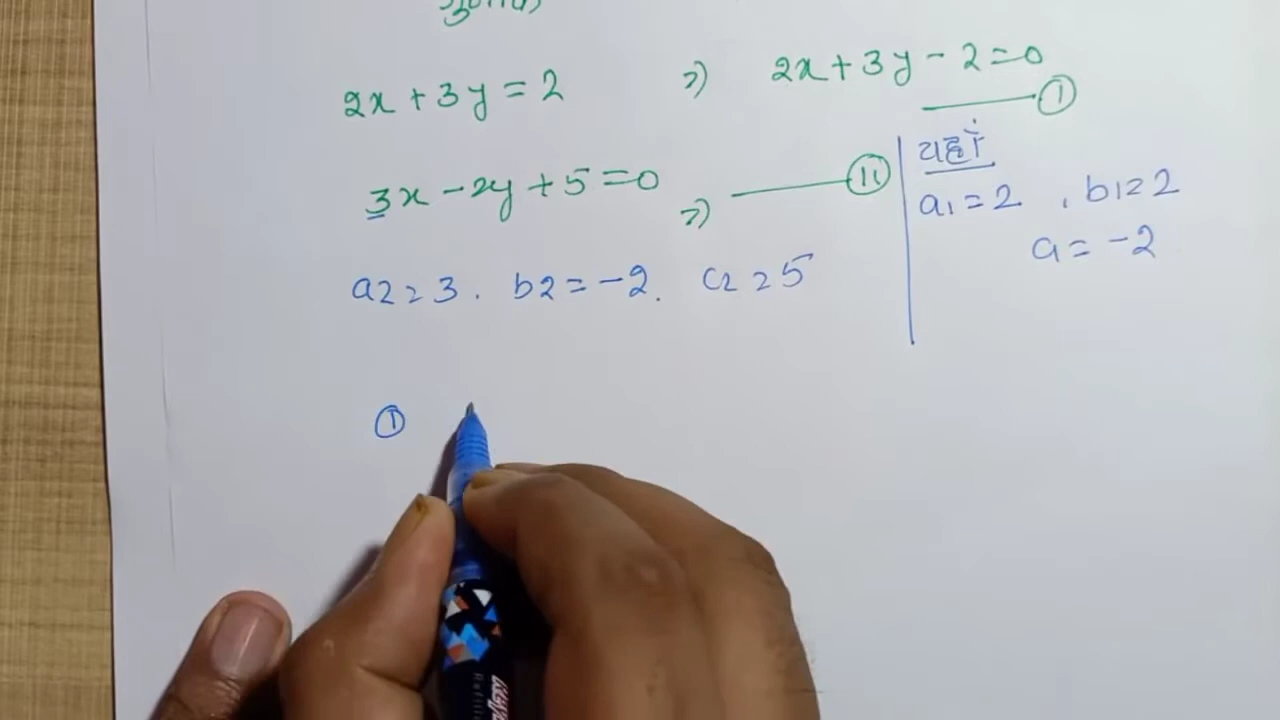 2x + 3y = 2 => 2x + 3y - 2 = 0
①
3x - 2y + 5 = 0 => ⑪
यहाँ
a1 = 2 , b1 = 2
a = -2
a2 = 3 . b2 = -2 . c2 = 5
①